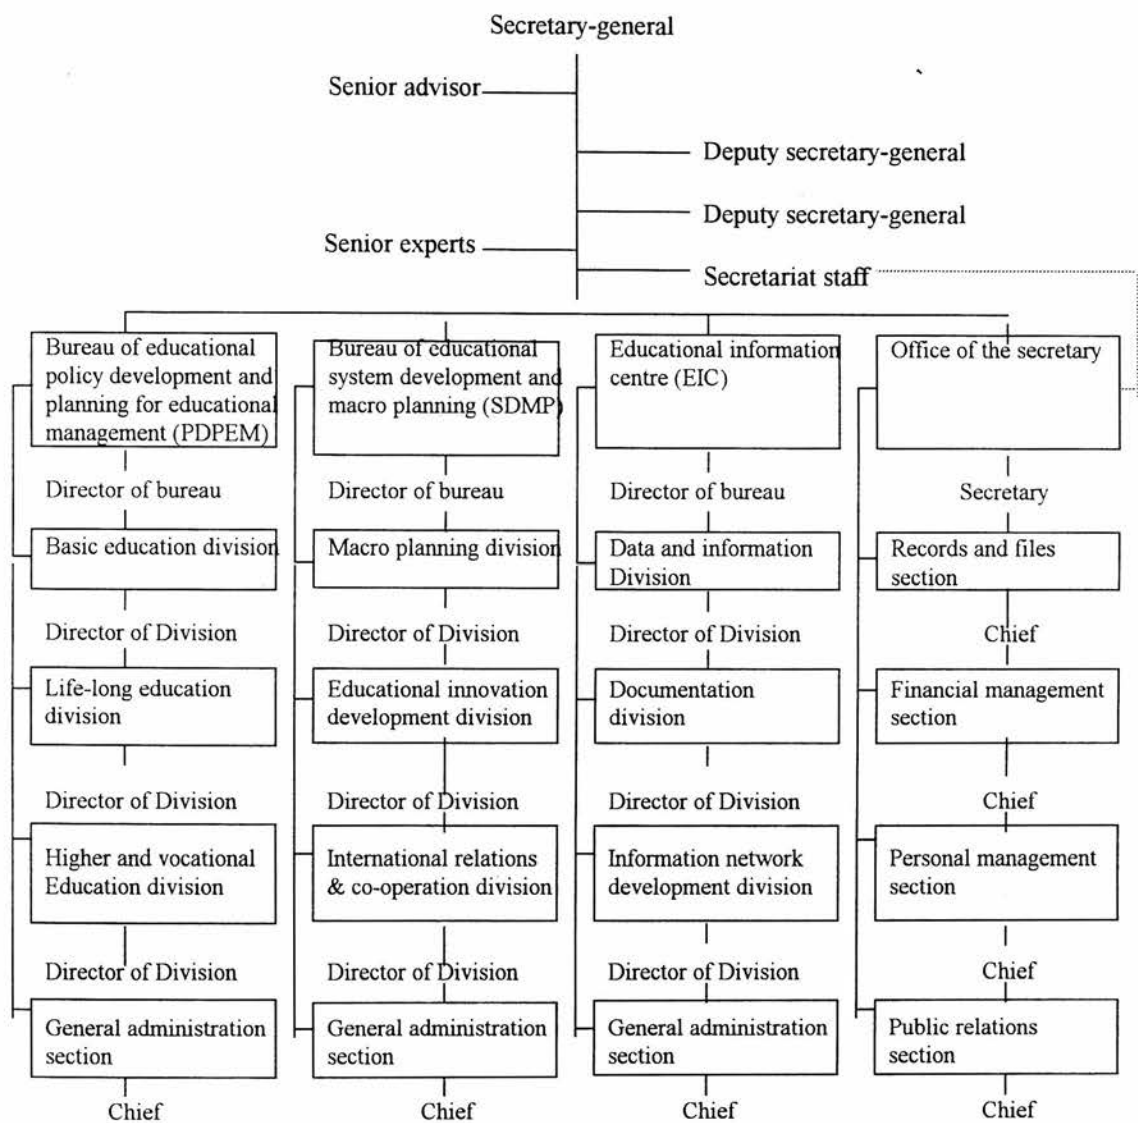 Secretary-general
Senior advisor
Deputy secretary-general
Deputy secretary-general
Senior experts
Secretariat staff
Bureau of educational
policy development and
planning for educational
management (PDPEM)
Director of bureau
Basic education division
Director of Division
Life-long education
division
Director of Division
Higher and vocational
Education division
Director of Division
General administration
section
Chief
Bureau of educational
system development and
macro planning (SDMP)
Director of bureau
Macro planning division
Director of Division
Educational innovation
development division
Director of Division
International relations
& co-operation division
Director of Division
General administration
section
Chief
Educational information
centre (EIC)
Director of bureau
Data and information
Division
Director of Division
Documentation
division
Director of Division
Information network
development division
Director of Division
General administration
section
Chief
Office of the secretary
Secretary
Records and files
section
Chief
Financial management
section
Chief
Personal management
section
Chief
Public relations
section
Chief